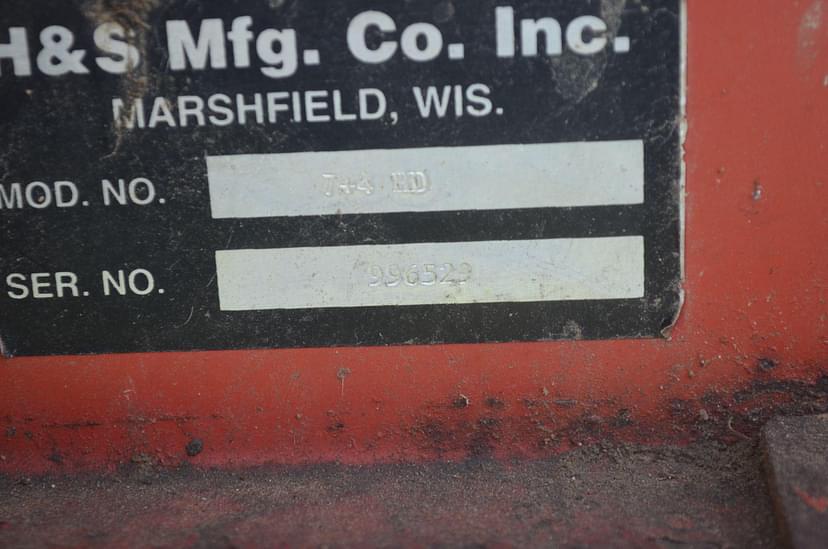 H&S Mfg. Co. Inc.
MARSHFIELD, WIS.
MOD. NO. 7+4 HD
SER. NO. 996529